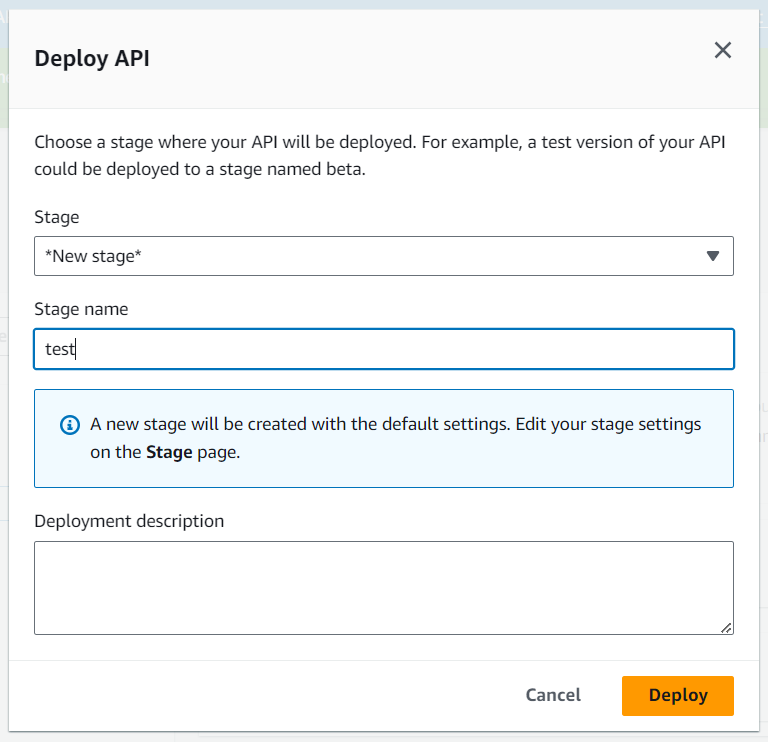 Deploy API
Choose a stage where your API will be deployed. For example, a test version of your API
could be deployed to a stage named beta.
Stage
*New stage*
Stage name
test
A new stage will be created with the default settings. Edit your stage settings
on the Stage page.
Deployment description
Cancel
Deploy